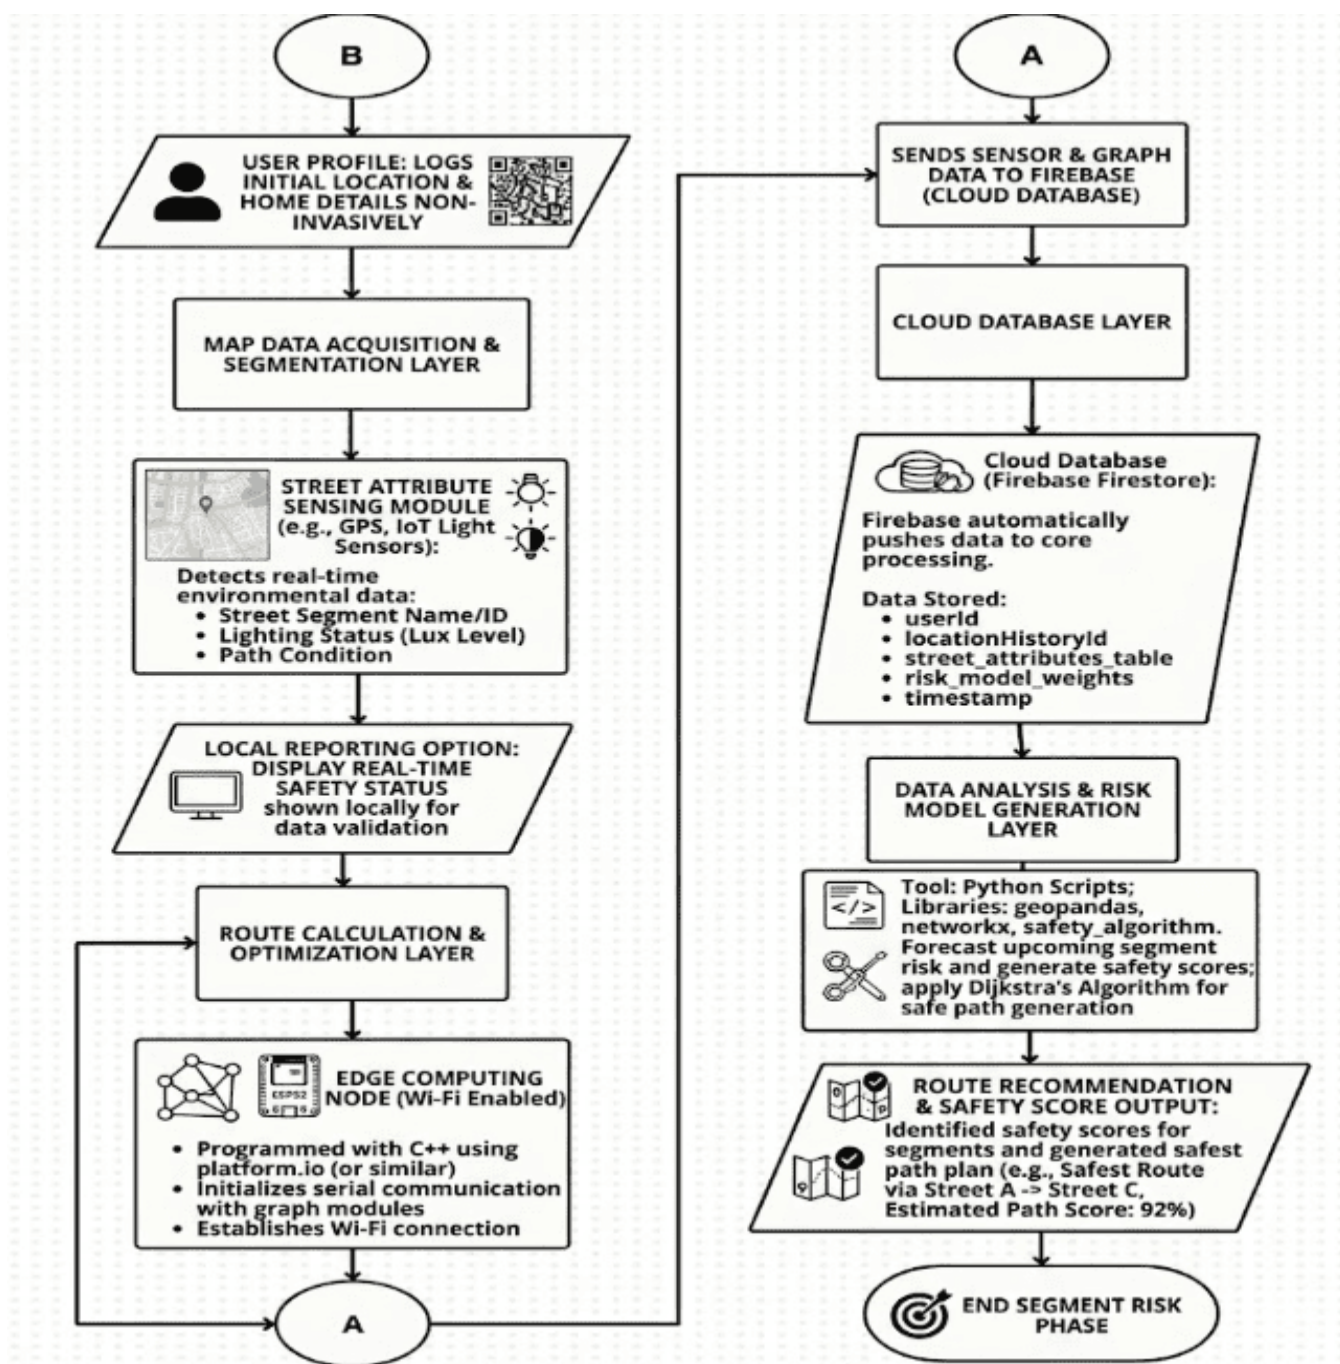 B
USER PROFILE: LOGS
INITIAL LOCATION &
HOME DETAILS NON-
INVASIVELY
MAP DATA ACQUISITION &
SEGMENTATION LAYER
STREET ATTRIBUTE
SENSING MODULE
(e.g., GPS, IoT Light
Sensors):
Detects real-time
environmental data:
• Street Segment Name/ID
• Lighting Status (Lux Level)
• Path Condition
LOCAL REPORTING OPTION:
DISPLAY REAL-TIME
SAFETY STATUS
shown locally for
data validation
ROUTE CALCULATION &
OPTIMIZATION LAYER
EDGE COMPUTING
NODE (Wi-Fi Enabled)
• Programmed with C++ using
platform.io (or similar)
• Initializes serial communication
with graph modules
• Establishes Wi-Fi connection
A
A
SENDS SENSOR & GRAPH
DATA TO FIREBASE
(CLOUD DATABASE)
CLOUD DATABASE LAYER
Cloud Database
(Firebase Firestore):
Firebase automatically
pushes data to core
processing.
Data Stored:
• userId
• locationHistoryId
• street_attributes_table
• risk_model_weights
• timestamp
DATA ANALYSIS & RISK
MODEL GENERATION
LAYER
</>
Tool: Python Scripts;
Libraries: geopandas,
networkx, safety_algorithm.
Forecast upcoming segment
risk and generate safety scores;
apply Dijkstra's Algorithm for
safe path generation
ROUTE RECOMMENDATION
& SAFETY SCORE OUTPUT:
Identified safety scores for
segments and generated safest
path plan (e.g., Safest Route
via Street A -> Street C,
Estimated Path Score: 92%)
END SEGMENT RISK
PHASE